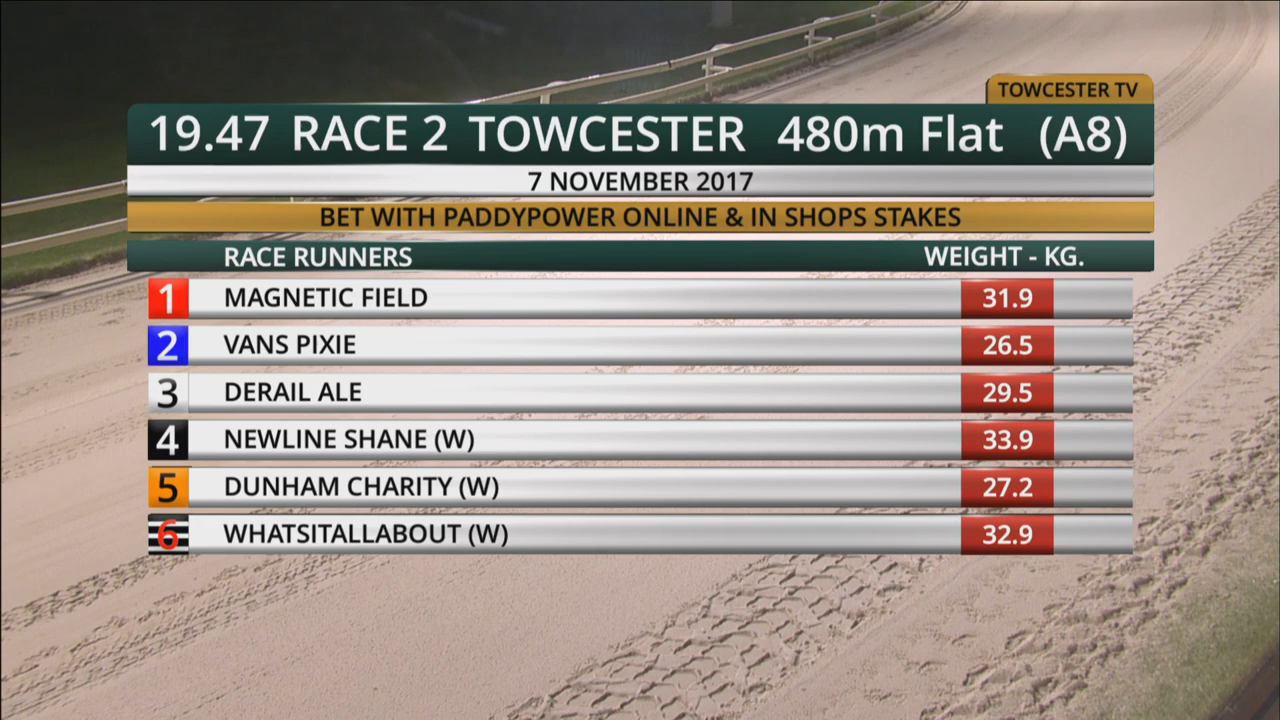 TOWCESTER TV
19.47 RACE 2 TOWCESTER 480m Flat (A8)
7 NOVEMBER 2017
BET WITH PADDYPOWER ONLINE & IN SHOPS STAKES
RACE RUNNERS WEIGHT - KG.
1 MAGNETIC FIELD 31.9
2 VANS PIXIE 26.5
3 DERAIL ALE 29.5
4 NEWLINE SHANE (W) 33.9
5 DUNHAM CHARITY (W) 27.2
6 WHATSITALLABOUT (W) 32.9